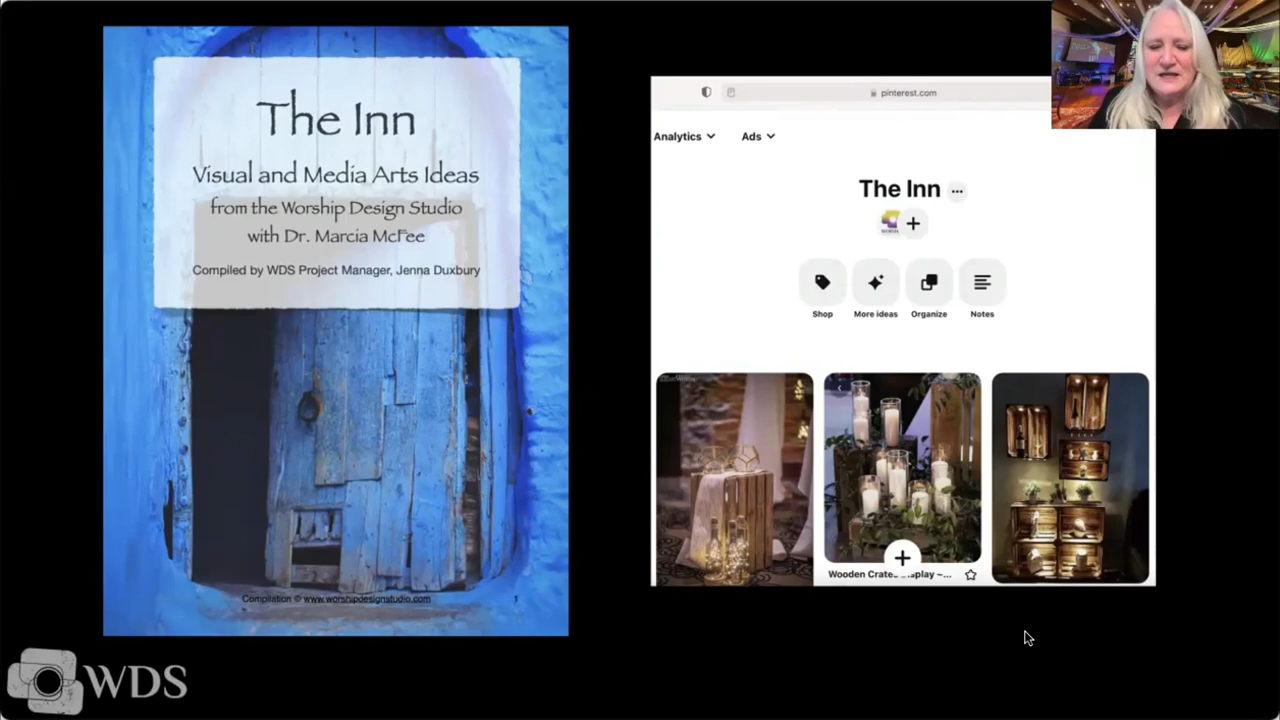 The Inn
Visual and Media Arts Ideas
from the Worship Design Studio
with Dr. Marcia McFee
Compiled by WDS Project Manager, Jenna Duxbury
Compilation © www.worshipdesignstudio.com 1
pinterest.com
Analytics
Ads
The Inn
Shop
More ideas
Organize
Notes
Wooden Crate ~...
WDS